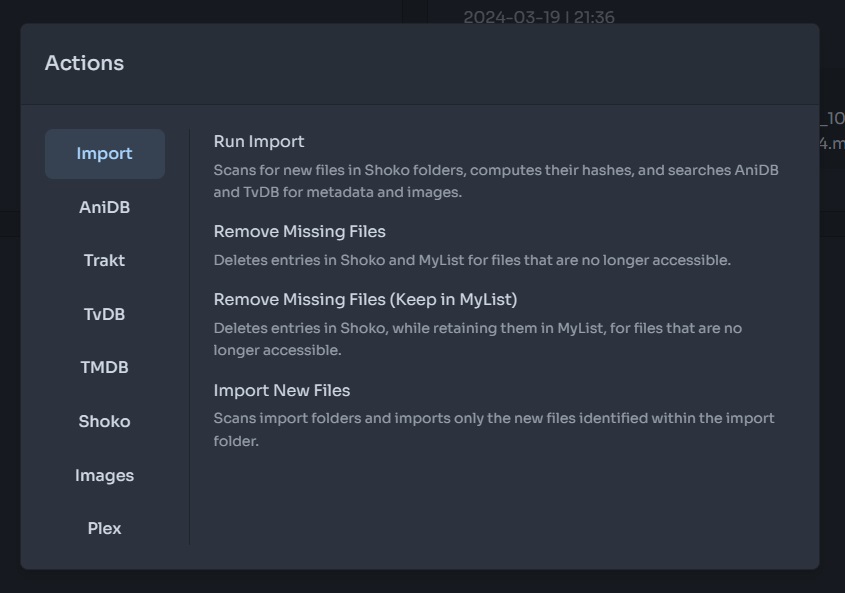 2024-03-19 | 21:36
Actions
_10
4.m
Import
AniDB
Trakt
TvDB
TMDB
Shoko
Images
Plex
Run Import
Scans for new files in Shoko folders, computes their hashes, and searches AniDB
and TvDB for metadata and images.
Remove Missing Files
Deletes entries in Shoko and MyList for files that are no longer accessible.
Remove Missing Files (Keep in MyList)
Deletes entries in Shoko, while retaining them in MyList, for files that are no
longer accessible.
Import New Files
Scans import folders and imports only the new files identified within the import
folder.